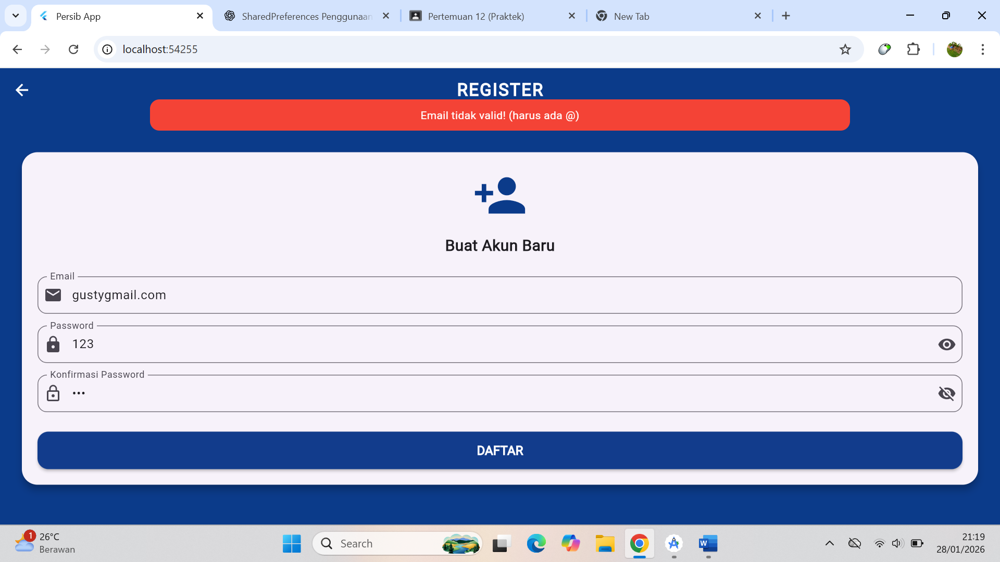 Persib App
SharedPreferences Penggunaan
Pertemuan 12 (Praktek)
New Tab
localhost:54255
REGISTER
Email tidak valid! (harus ada @)
Buat Akun Baru
Email
gustygmail.com
Password
123
Konfirmasi Password
•••
DAFTAR
1
26°C
Berawan
Search
W
21:19
28/01/2026